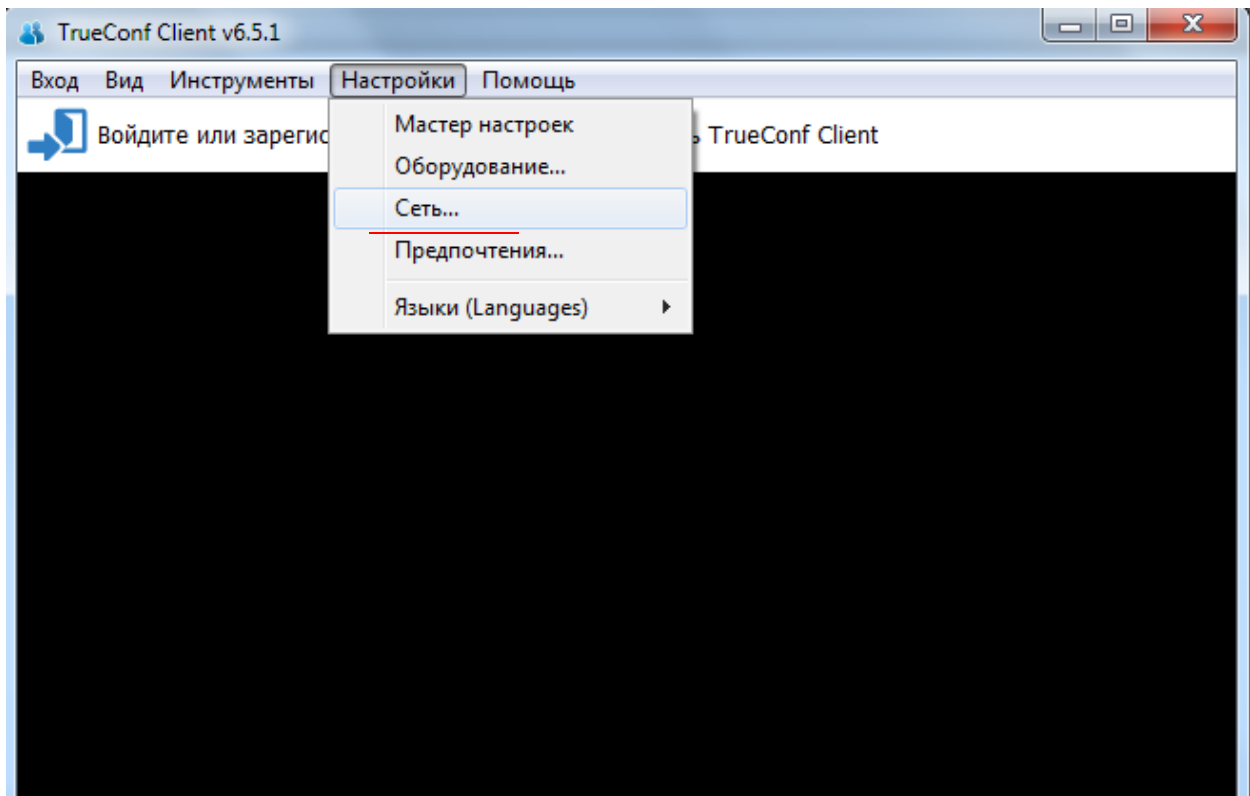 TrueConf Client v6.5.1
Вход Вид Инструменты Настройки Помощь
Войдите или TrueConf Client
Мастер настроек
Оборудование...
Сеть...
Предпочтения...
Языки (Languages)